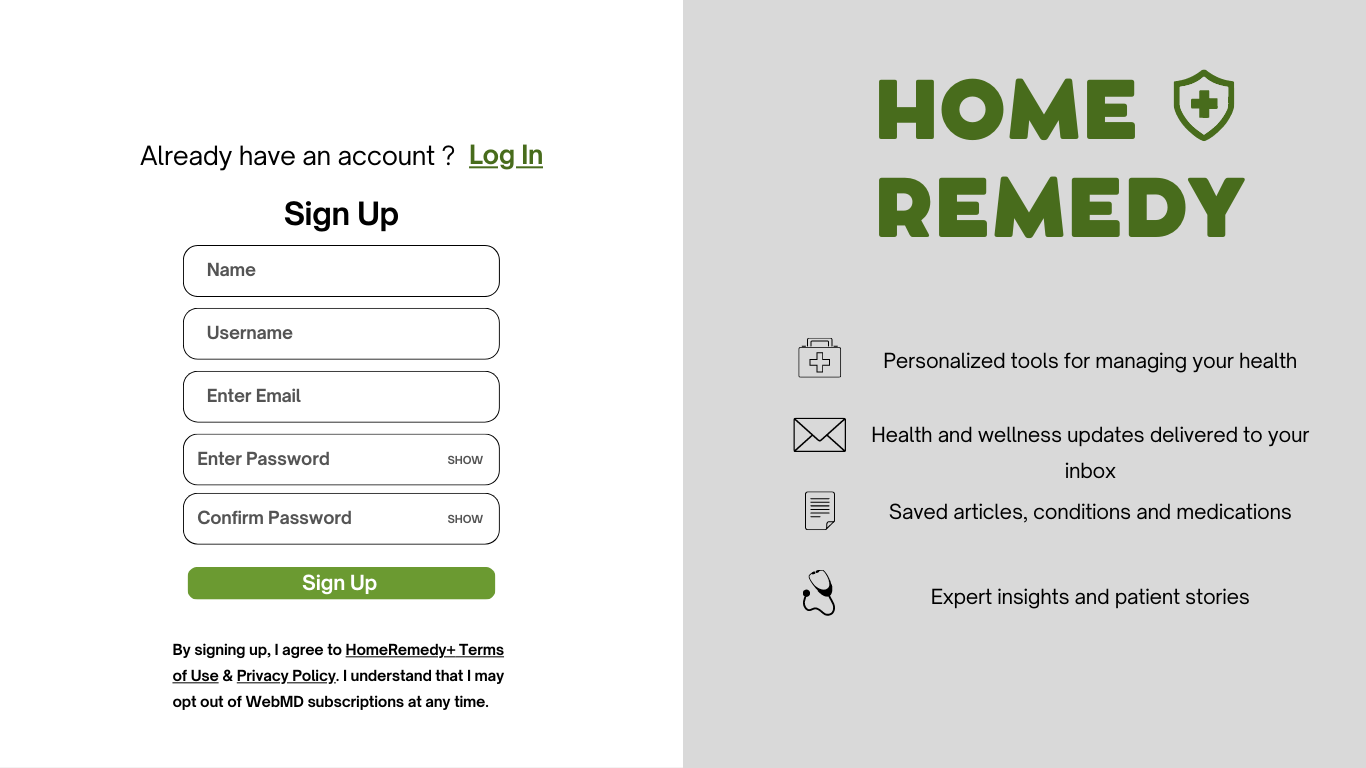 Already have an account ? Log In
Sign Up
Name
Username
Enter Email
Enter Password SHOW
Confirm Password SHOW
Sign Up
By signing up, I agree to HomeRemedy+ Terms
of Use & Privacy Policy. I understand that I may
opt out of WebMD subscriptions at any time.
HOME
REMEDY
Personalized tools for managing your health
Health and wellness updates delivered to your
inbox
Saved articles, conditions and medications
Expert insights and patient stories